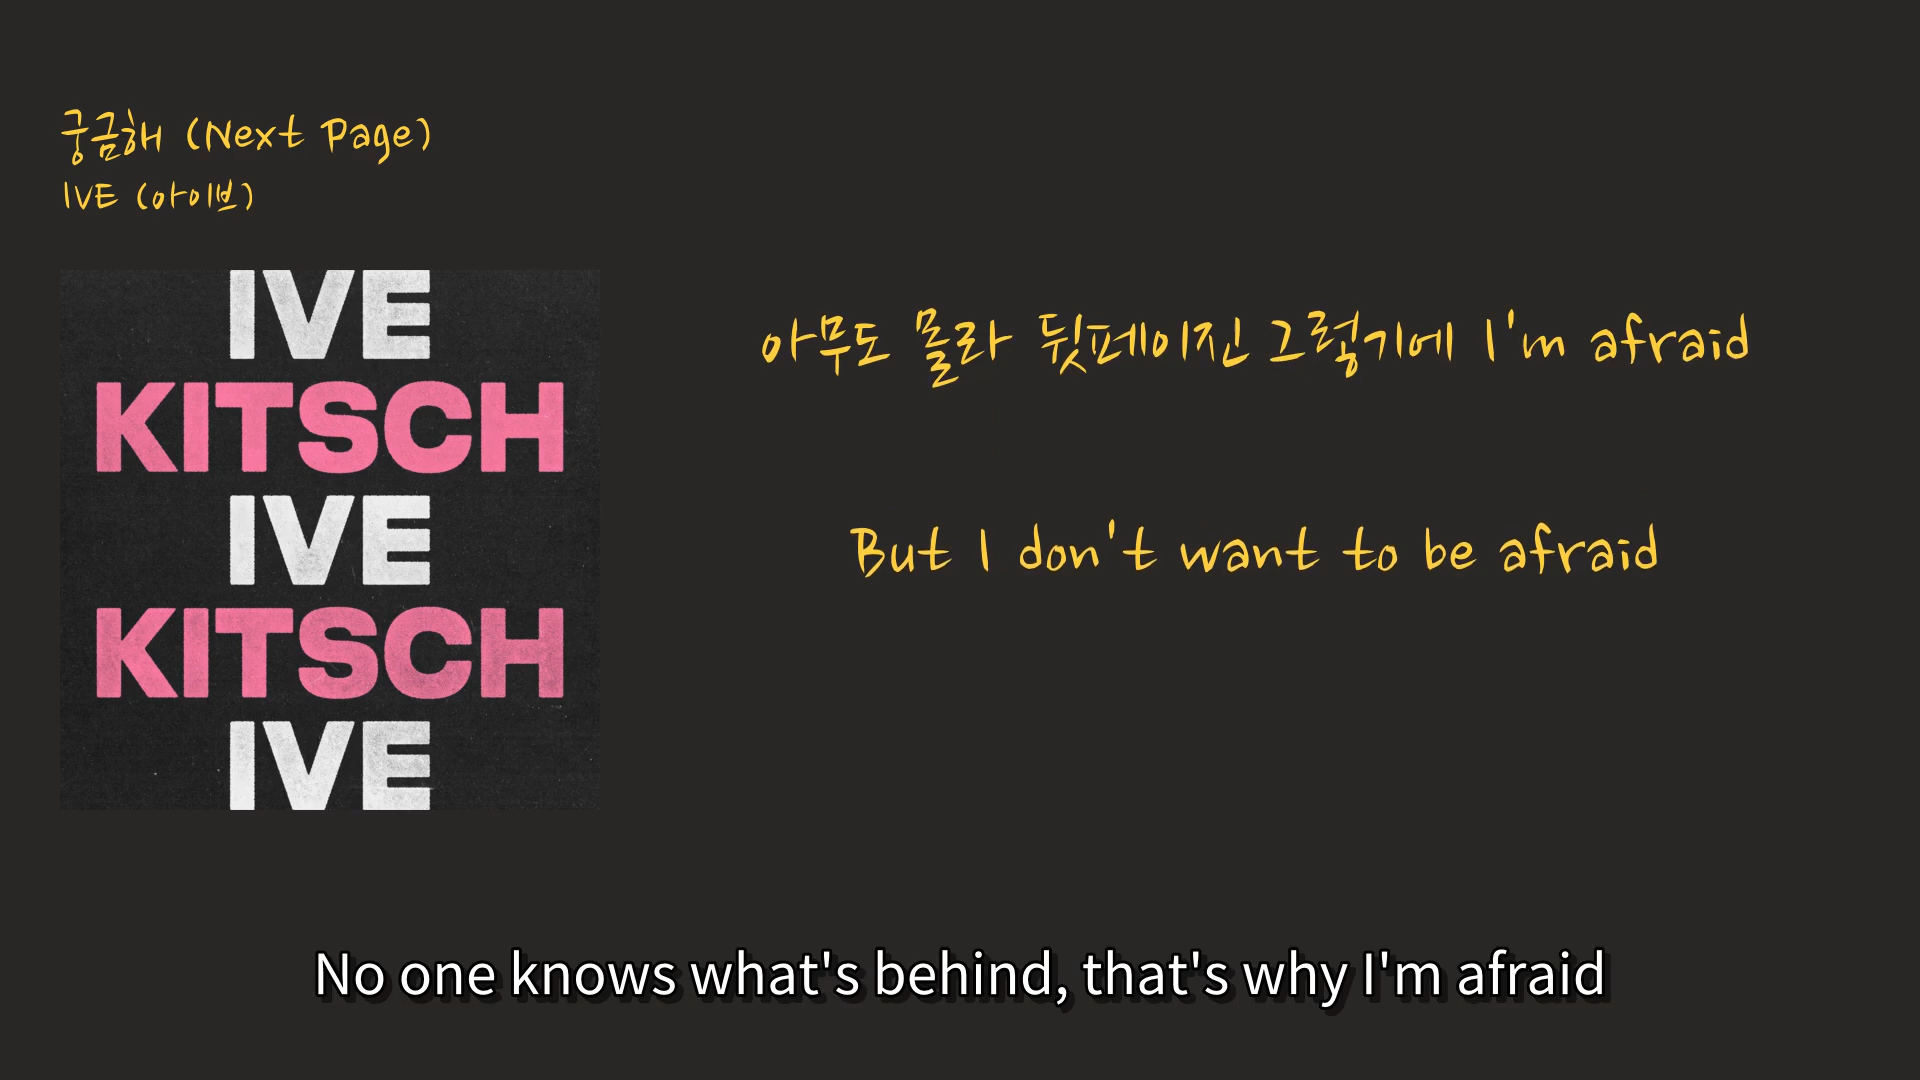 궁금해 (Next Page)
IVE (아이브)
IVE
KITSCH
IVE
KITSCH
IVE
아무도 몰라 뒷페이진 그렇기에 I'm afraid
But I don't want to be afraid
No one knows what's behind, that's why I'm afraid